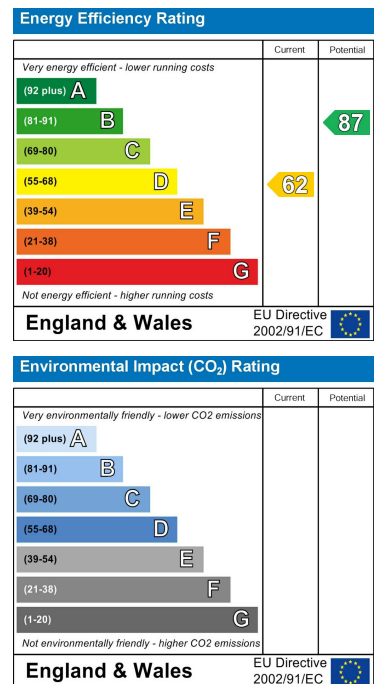 Energy Efficiency Rating
Current Potential
Very energy efficient - lower running costs
(92 plus) A
(81-91) B
87
(69-80) C
(55-68) D
62
(39-54) E
(21-38) F
(1-20) G
Not energy efficient - higher running costs
England & Wales
EU Directive
2002/91/EC
Environmental Impact (CO₂) Rating
Current Potential
Very environmentally friendly - lower CO2 emissions
(92 plus) A
(81-91) B
(69-80) C
(55-68) D
(39-54) E
(21-38) F
(1-20) G
Not environmentally friendly - higher CO2 emissions
England & Wales
EU Directive
2002/91/EC